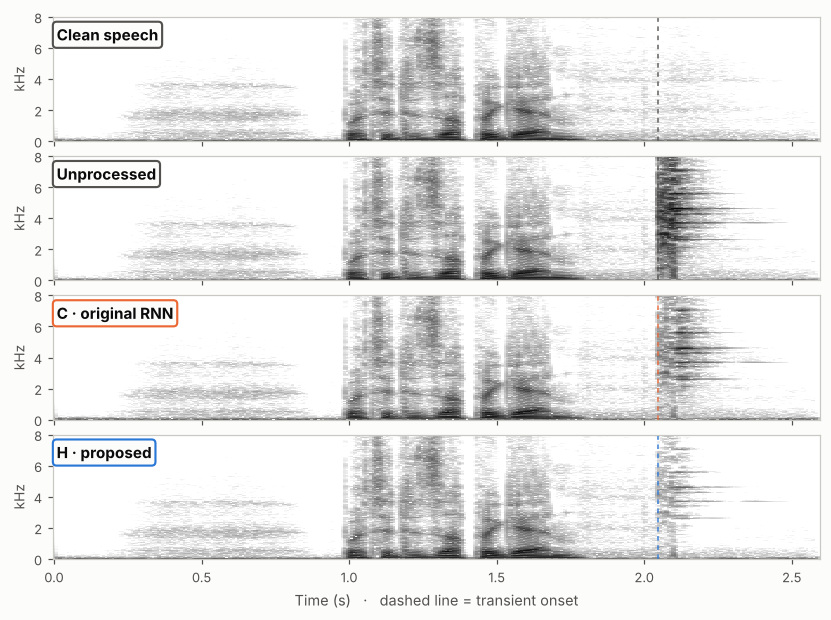 8
Clean speech
6
4
kHz
2
0
8
Unprocessed
6
4
kHz
2
0
8
C · original RNN
6
4
kHz
2
0
8
H · proposed
6
4
kHz
2
0
0.0 0.5 1.0 1.5 2.0 2.5
Time (s) · dashed line = transient onset